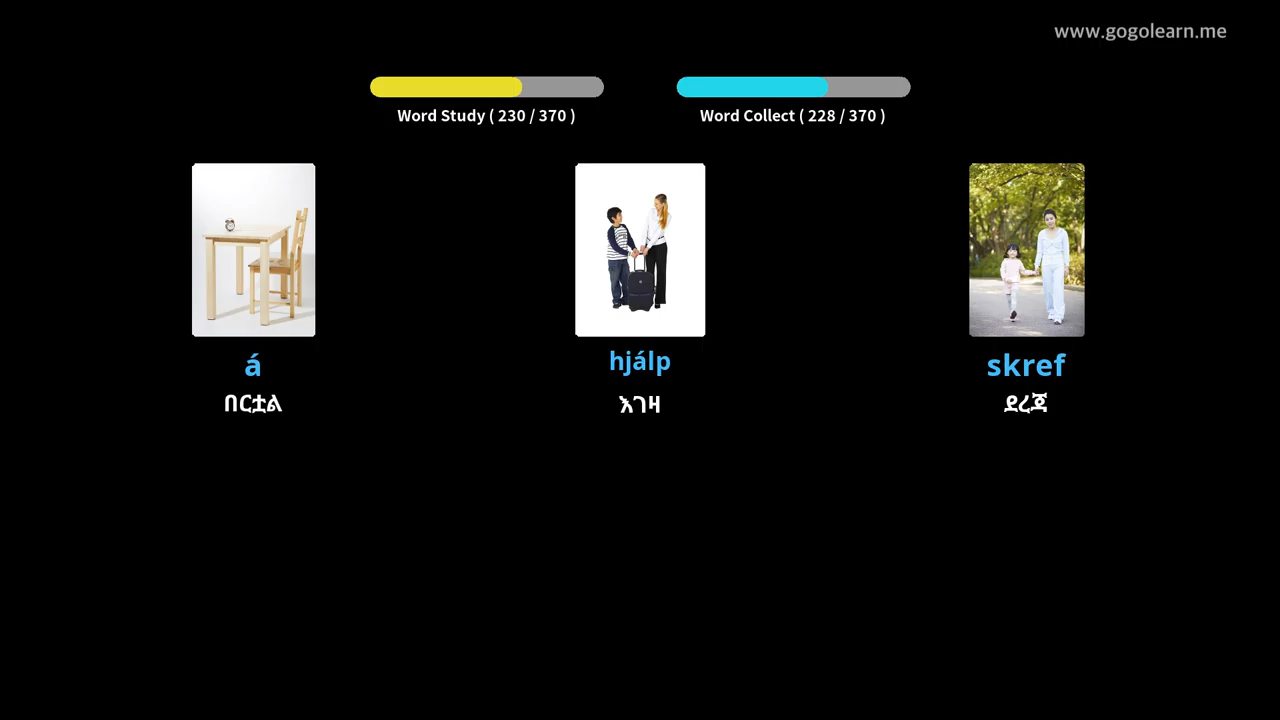 www.gogolearn.me
Word Study ( 230 / 370 )
Word Collect ( 228 / 370 )
á
hjálp
skref
በርቷል
እገዛ
ደረጃ